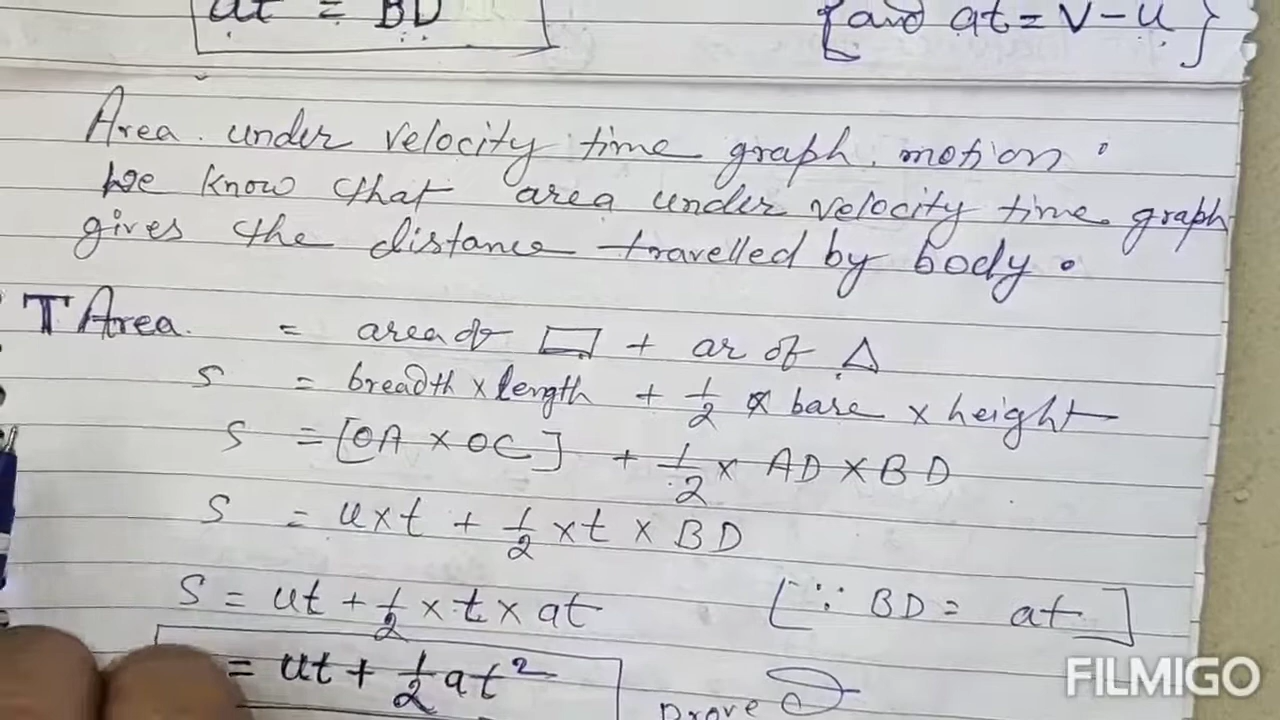 at = BD
{and at = v - u}
Area under velocity time graph motion.
We know that area under velocity time graph
gives the distance travelled by body.
T Area = area of ▭ + ar of △
S = breadth × length + 1/2 × base × height
S = [OA × OC] + 1/2 × AD × BD
S = u×t + 1/2 × t × BD
S = ut + 1/2 × t × at [∵ BD = at]
= ut + 1/2 at²
Prove
FILMIGO